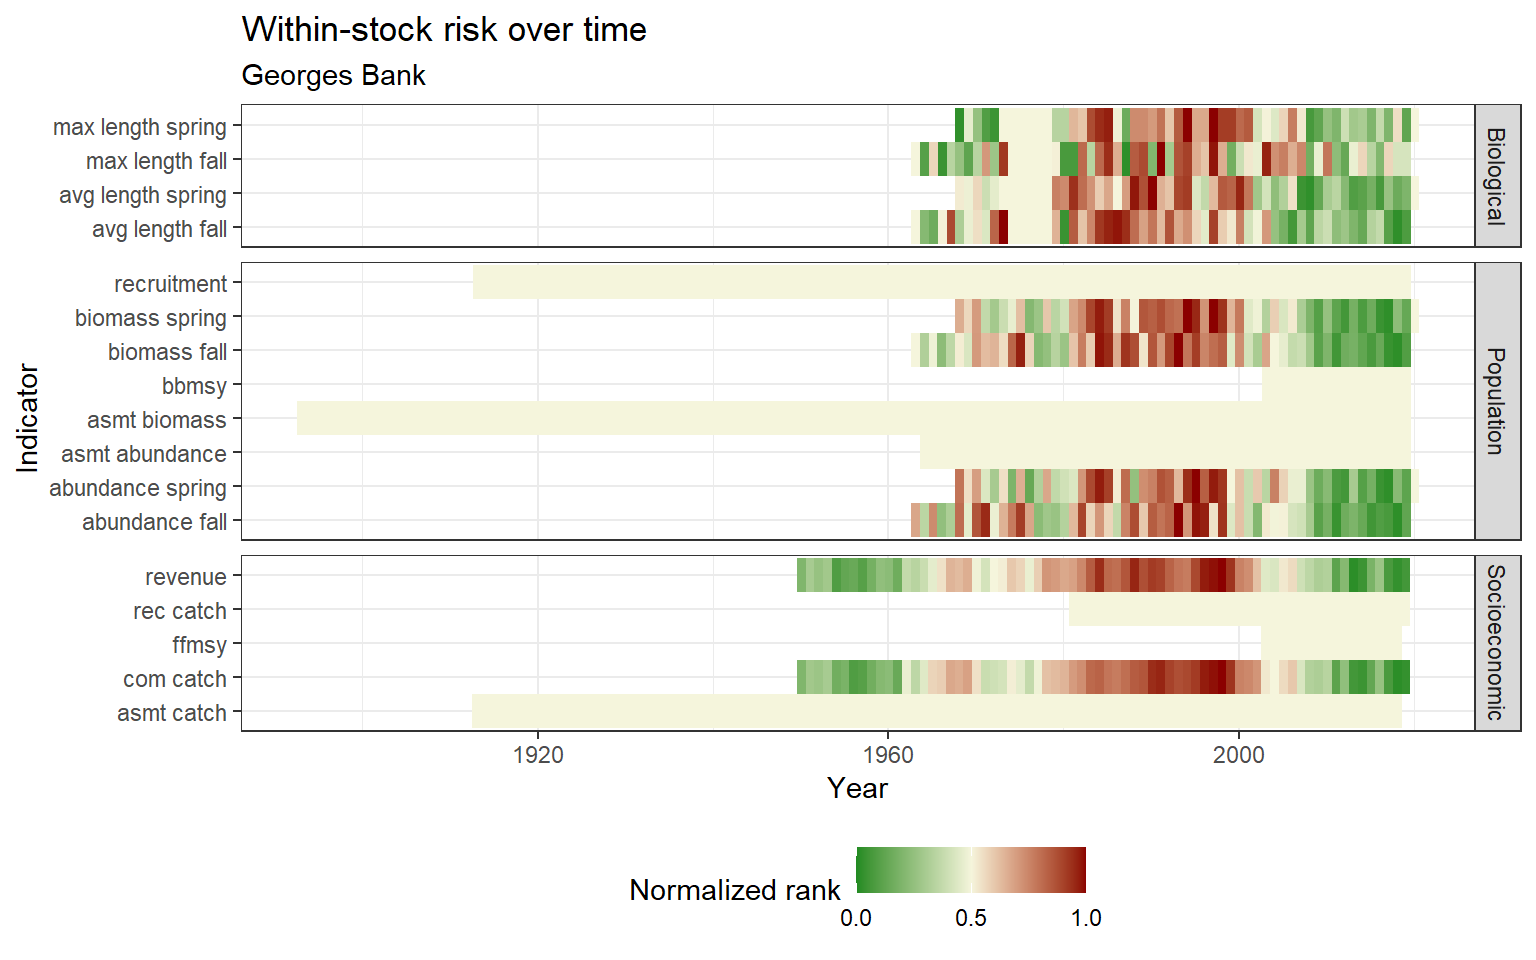 Within-stock risk over time
Georges Bank
max length spring
max length fall
avg length spring
avg length fall
Biological
recruitment
biomass spring
biomass fall
bbmsy
asmt biomass
asmt abundance
abundance spring
abundance fall
Population
revenue
rec catch
ffmsy
com catch
asmt catch
Socioeconomic
Indicator
1920 1960 2000
Year
Normalized rank
0.0 0.5 1.0